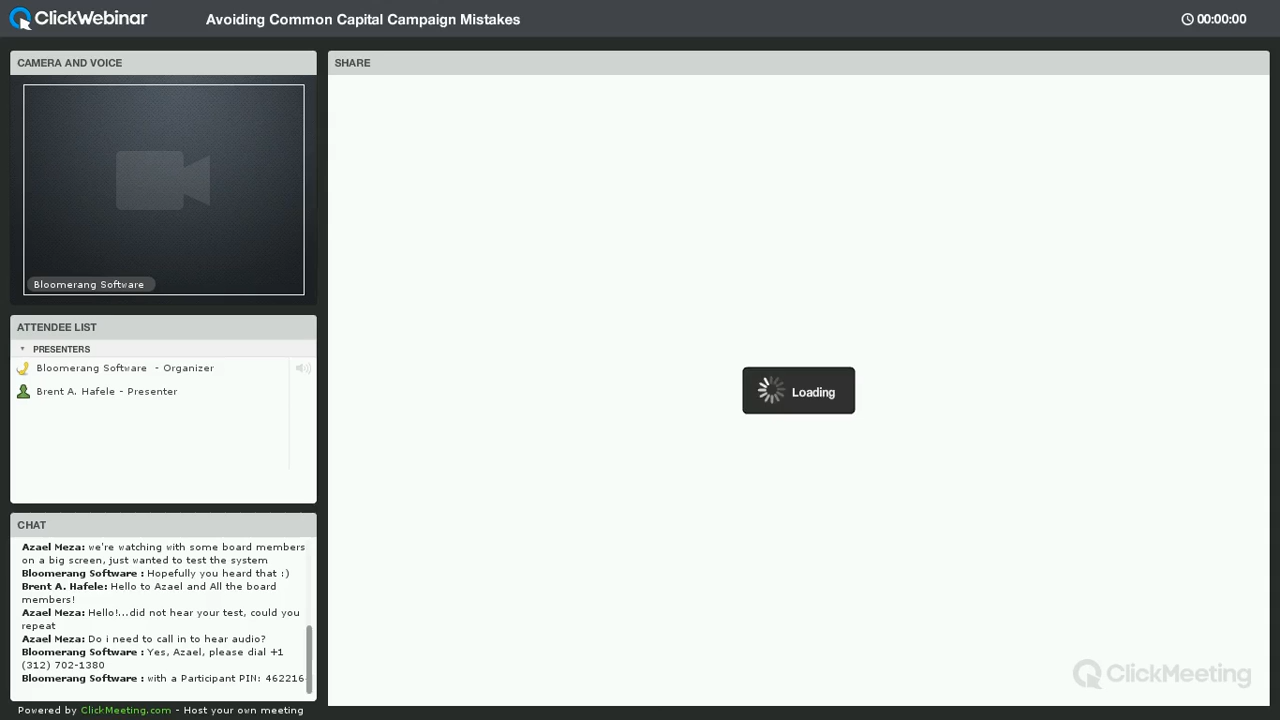 ClickWebinar
Avoiding Common Capital Campaign Mistakes
00:00:00
CAMERA AND VOICE
SHARE
Bloomerang Software
ATTENDEE LIST
PRESENTERS
Bloomerang Software - Organizer
Brent A. Hafele - Presenter
Loading
CHAT
Azael Meza: we're watching with some board members
on a big screen, just wanted to test the system
Bloomerang Software : Hopefully you heard that :)
Brent A. Hafele: Hello to Azael and All the board
members!
Azael Meza: Hello!...did not hear your test, could you
repeat
Azael Meza: Do i need to call in to hear audio?
Bloomerang Software : Yes, Azael, please dial +1
(312) 702-1380
Bloomerang Software : with a Participant PIN: 462216
ClickMeeting
Powered by ClickMeeting.com - Host your own meeting